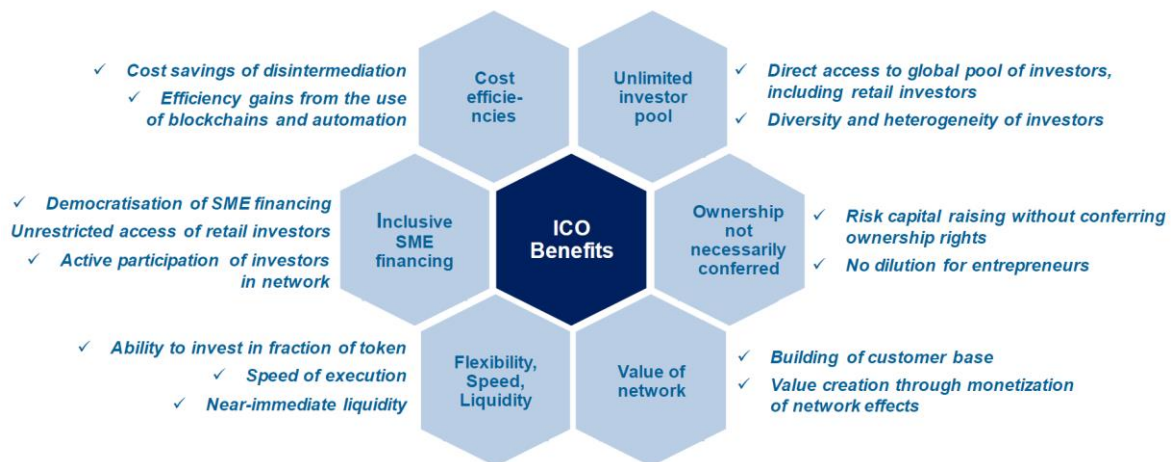 ✓ Cost savings of disintermediation
✓ Efficiency gains from the use
of blockchains and automation
Cost
efficie-
ncies
Unlimited
investor
pool
✓ Direct access to global pool of investors,
including retail investors
✓ Diversity and heterogeneity of investors
✓ Democratisation of SME financing
Unrestricted access of retail investors
✓ Active participation of investors
in network
Inclusive
SME
financing
ICO
Benefits
Ownership
not
necessarily
conferred
✓ Risk capital raising without conferring
ownership rights
✓ No dilution for entrepreneurs
✓ Ability to invest in fraction of token
✓ Speed of execution
✓ Near-immediate liquidity
Flexibility,
Speed,
Liquidity
Value of
network
✓ Building of customer base
✓ Value creation through monetization
of network effects